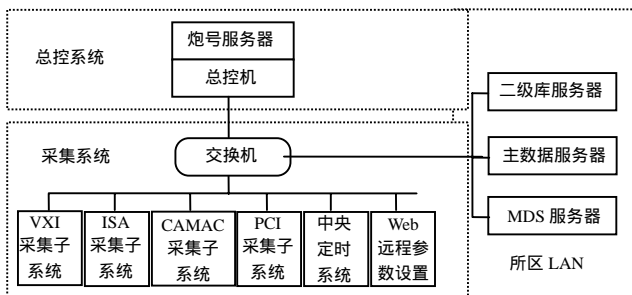 炮号服务器
总控系统
总控机
二级库服务器
采集系统
交换机
主数据服务器
VXI
采集子
系统
ISA
采集子
系统
CAMAC
采集子
系统
PCI
采集子
系统
中央
定时
系统
Web
远程参
数设置
MDS 服务器
所区 LAN